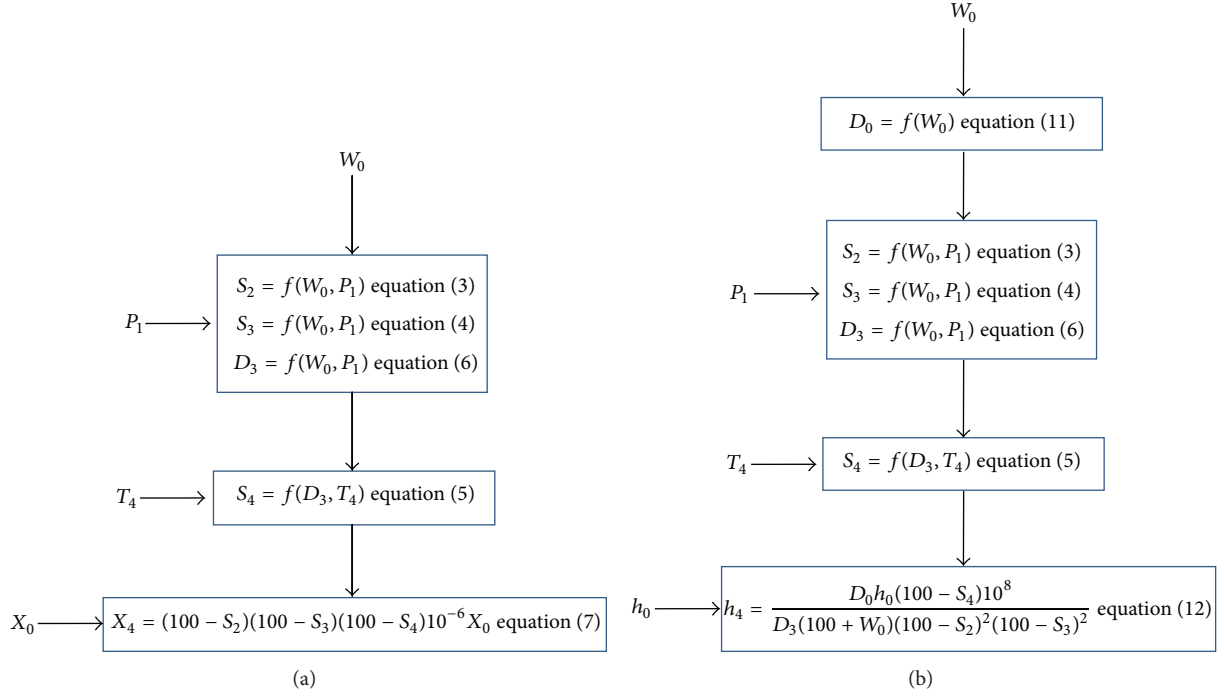 W₀
S₂ = f(W₀, P₁) equation (3)
P₁
S₃ = f(W₀, P₁) equation (4)
D₃ = f(W₀, P₁) equation (6)
T₄
S₄ = f(D₃, T₄) equation (5)
X₀
X₄ = (100 − S₂)(100 − S₃)(100 − S₄)10⁻⁶X₀ equation (7)
(a)
W₀
D₀ = f(W₀) equation (11)
S₂ = f(W₀, P₁) equation (3)
P₁
S₃ = f(W₀, P₁) equation (4)
D₃ = f(W₀, P₁) equation (6)
T₄
S₄ = f(D₃, T₄) equation (5)
h₀
h₄ = D₀h₀(100 − S₄)10⁸ / D₃(100 + W₀)(100 − S₂)²(100 − S₃)² equation (12)
(b)